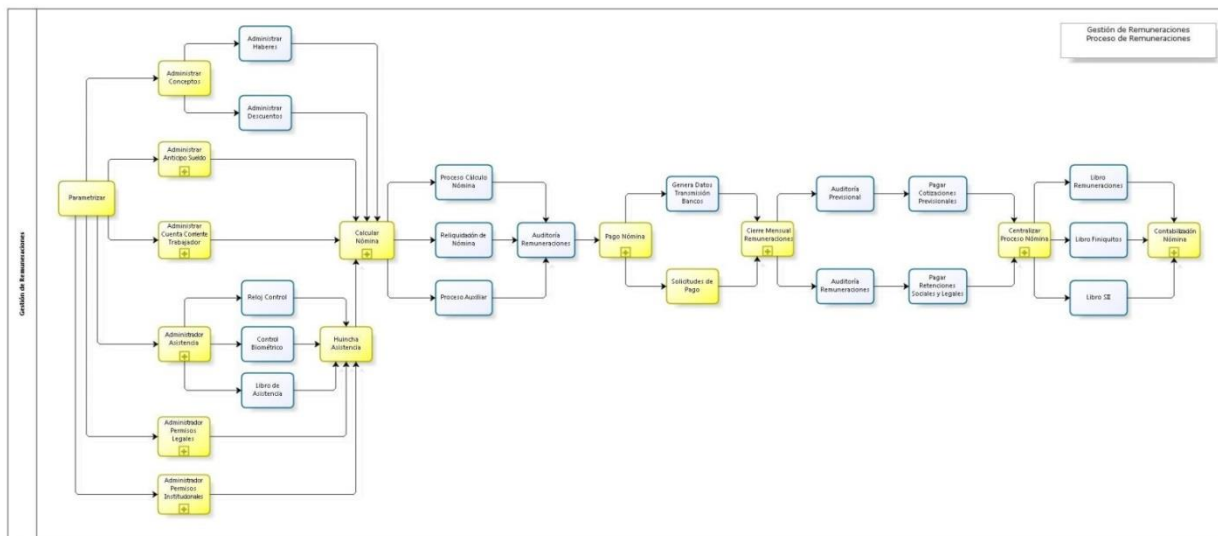 Gestión de Remuneraciones
Proceso de Remuneraciones
Gestión de Remuneraciones
Parametrizar
Administrar
Conceptos
Administrar
Haberes
Administrar
Descuentos
Administrar
Anticipo Sueldo
Administrar
Cuenta Corriente
Trabajador
Administrador
Asistencia
Reloj Control
Control
Biométrico
Libro de
Asistencia
Huincha
Asistencia
Administrador
Permisos
Legales
Administrador
Permisos
Institucionales
Calcular
Nómina
Proceso Cálculo
Nómina
Reliquidación de
Nómina
Proceso Auxiliar
Auditoría
Remuneraciones
Pago Nómina
Genera Datos
Transmisión
Bancos
Solicitudes de
Pago
Cierre Mensual
Remuneraciones
Auditoría
Previsional
Auditoría
Remuneraciones
Pagar
Cotizaciones
Previsionales
Pagar
Retenciones
Sociales y Legales
Centralizar
Proceso Nómina
Libro
Remuneraciones
Libro Finiquitos
Libro SII
Contabilización
Nómina